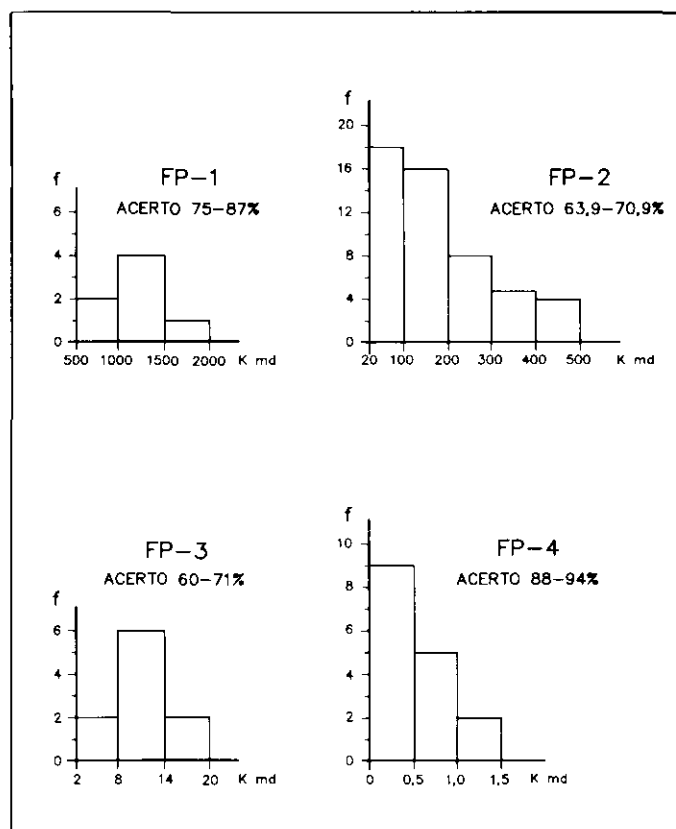 FP-1
ACERTO 75-87%
f
6
4
2
0
500 1000 1500 2000 K md
FP-2
ACERTO 63,9-70,9%
f
20
16
12
8
4
0
20 100 200 300 400 500 K md
FP-3
ACERTO 60-71%
f
6
4
2
0
2 8 14 20 K md
FP-4
ACERTO 88-94%
f
10
8
6
4
2
0
0 0,5 1,0 1,5 K md